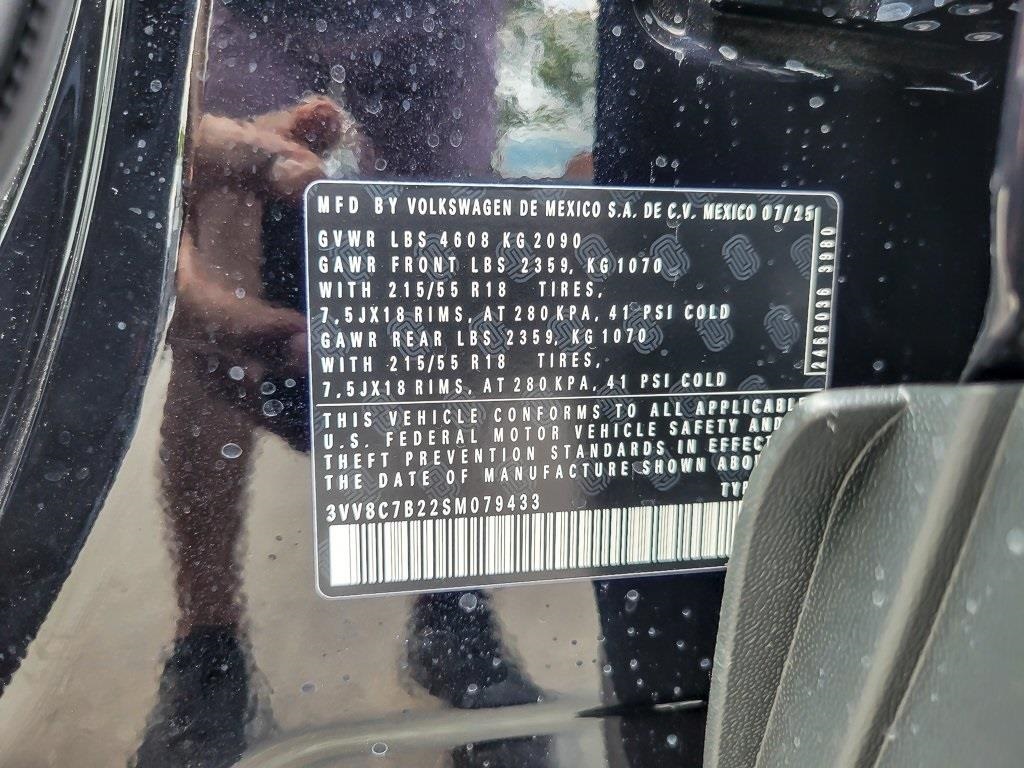 MFD BY VOLKSWAGEN DE MEXICO S.A. DE C.V. MEXICO 07/25
GVWR LBS 4608 KG 2090
GAWR FRONT LBS 2359, KG 1070
WITH 215/55 R18 TIRES,
7,5JX18 RIMS, AT 280 KPA, 41 PSI COLD
GAWR REAR LBS 2359, KG 1070
WITH 215/55 R18 TIRES,
7,5JX18 RIMS, AT 280 KPA, 41 PSI COLD
THIS VEHICLE CONFORMS TO ALL APPLICABLE
U.S. FEDERAL MOTOR VEHICLE SAFETY AND
THEFT PREVENTION STANDARDS IN EFFECT
THE DATE OF MANUFACTURE SHOWN
3VV8C7B22SM079433